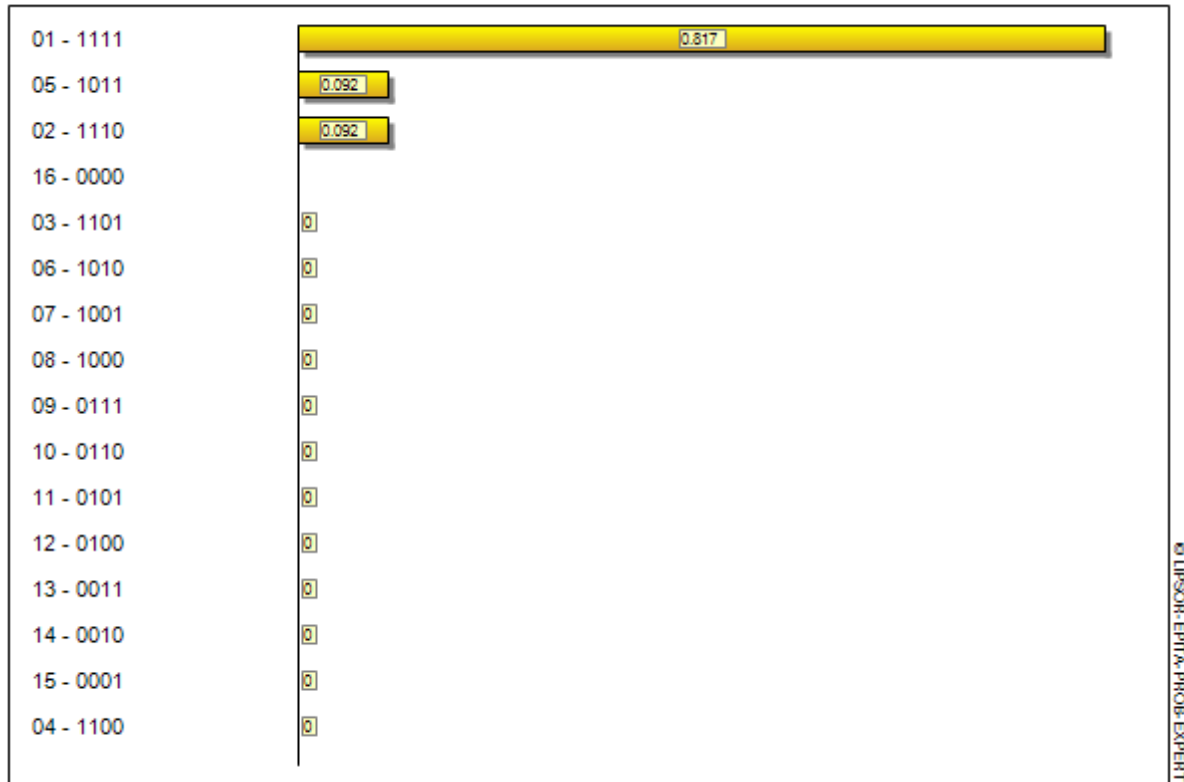 01 - 1111 0.817
05 - 1011 0.092
02 - 1110 0.092
16 - 0000
03 - 1101 0
06 - 1010 0
07 - 1001 0
08 - 1000 0
09 - 0111 0
10 - 0110 0
11 - 0101 0
12 - 0100 0
13 - 0011 0
14 - 0010 0
15 - 0001 0
04 - 1100 0
© LIPSOR-EPITA-PROB-EXPERT